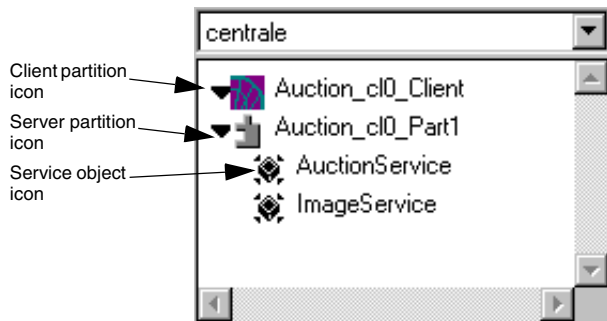 centrale
Client partition
icon
Auction_cl0_Client
Server partition
icon
Auction_cl0_Part1
Service object
icon
AuctionService
ImageService